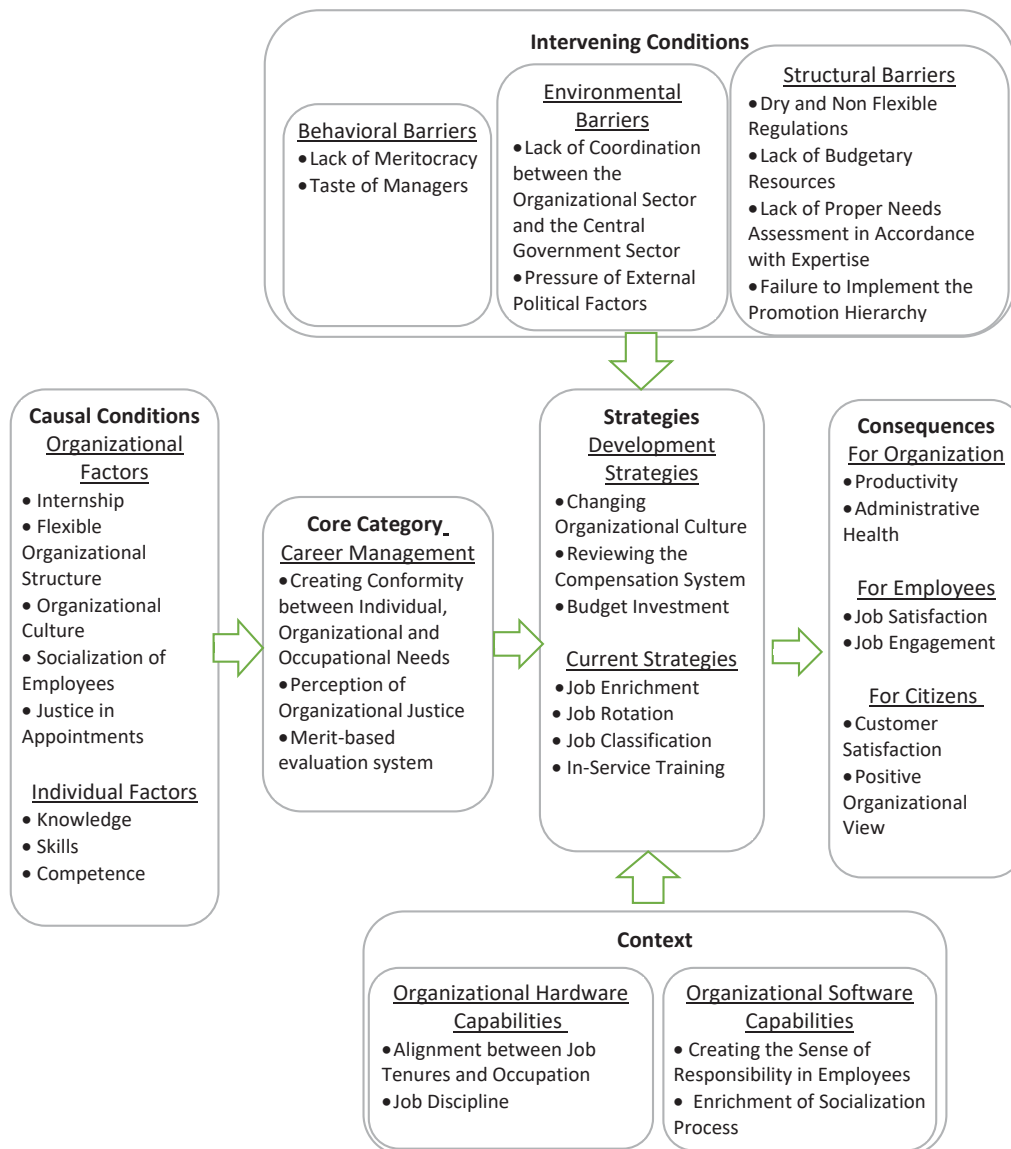 Intervening Conditions
Behavioral Barriers
• Lack of Meritocracy
• Taste of Managers
Environmental
Barriers
• Lack of Coordination
between the
Organizational Sector
and the Central
Government Sector
• Pressure of External
Political Factors
Structural Barriers
• Dry and Non Flexible
Regulations
• Lack of Budgetary
Resources
• Lack of Proper Needs
Assessment in Accordance
with Expertise
• Failure to Implement the
Promotion Hierarchy
Causal Conditions
Organizational
Factors
• Internship
• Flexible
Organizational
Structure
• Organizational
Culture
• Socialization of
Employees
• Justice in
Appointments
Individual Factors
• Knowledge
• Skills
• Competence
Core Category
Career Management
• Creating Conformity
between Individual,
Organizational and
Occupational Needs
• Perception of
Organizational Justice
• Merit-based
evaluation system
Strategies
Development
Strategies
• Changing
Organizational Culture
• Reviewing the
Compensation System
• Budget Investment
Current Strategies
• Job Enrichment
• Job Rotation
• Job Classification
• In-Service Training
Consequences
For Organization
• Productivity
• Administrative
Health
For Employees
• Job Satisfaction
• Job Engagement
For Citizens
• Customer
Satisfaction
• Positive
Organizational
View
Context
Organizational Hardware
Capabilities
• Alignment between Job
Tenures and Occupation
• Job Discipline
Organizational Software
Capabilities
• Creating the Sense of
Responsibility in Employees
• Enrichment of Socialization
Process